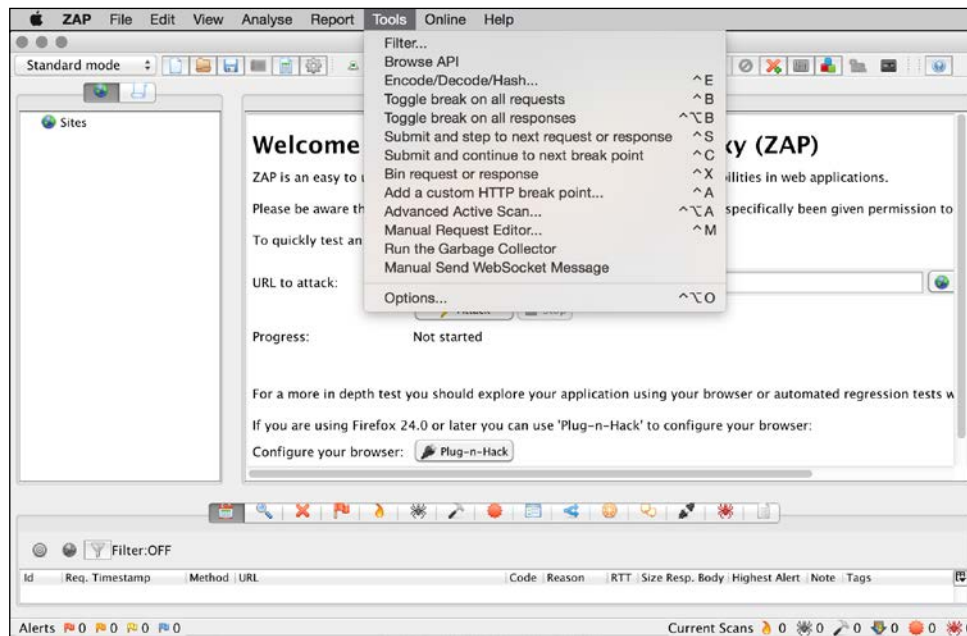 ZAP File Edit View Analyse Report Tools Online Help
Standard mode
Filter...
Browse API
Encode/Decode/Hash... ^E
Toggle break on all requests ^B
Toggle break on all responses ^⌥B
Submit and step to next request or response ^S
Submit and continue to next break point ^C
Bin request or response ^X
Add a custom HTTP break point... ^A
Advanced Active Scan... ^⌥A
Manual Request Editor... ^M
Run the Garbage Collector
Manual Send WebSocket Message
Options... ^⌥O
Sites
Welcome (ZAP)
ZAP is an easy to in web applications.
Please be aware specifically been given permission to
To quickly test an
URL to attack:
Progress: Not started
For a more in depth test you should explore your application using your browser or automated regression tests
If you are using Firefox 24.0 or later you can use 'Plug-n-Hack' to configure your browser:
Configure your browser: Plug-n-Hack
Filter:OFF
Id Req. Timestamp Method URL Code Reason RTT Size Resp. Body Highest Alert Note Tags
Alerts 0 0 0 0 Current Scans 0 0 0 0 0